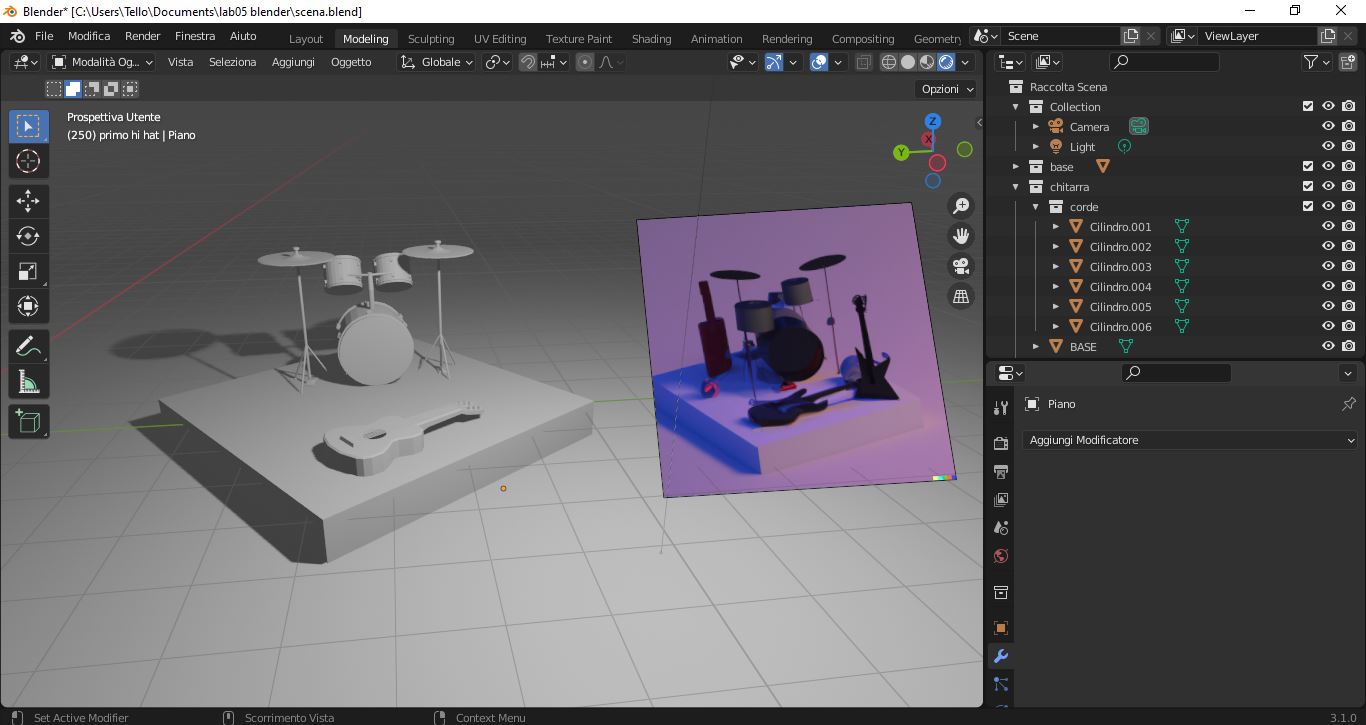 Blender* [C:\Users\Tello\Documents\lab05 blender\scena.blend]
File Modifica Render Finestra Aiuto Layout Modeling Sculpting UV Editing Texture Paint Shading Animation Rendering Compositing Geometry Scene ViewLayer
Modalità Og... Vista Seleziona Aggiungi Oggetto Globale
Opzioni
Prospettiva Utente
(250) primo hi hat | Piano
Z
X
Y
Raccolta Scena
Collection
Camera
Light
base
chitarra
corde
Cilindro.001
Cilindro.002
Cilindro.003
Cilindro.004
Cilindro.005
Cilindro.006
BASE
Piano
Aggiungi Modificatore
Set Active Modifier Scorrimento Vista Context Menu 3.1.0